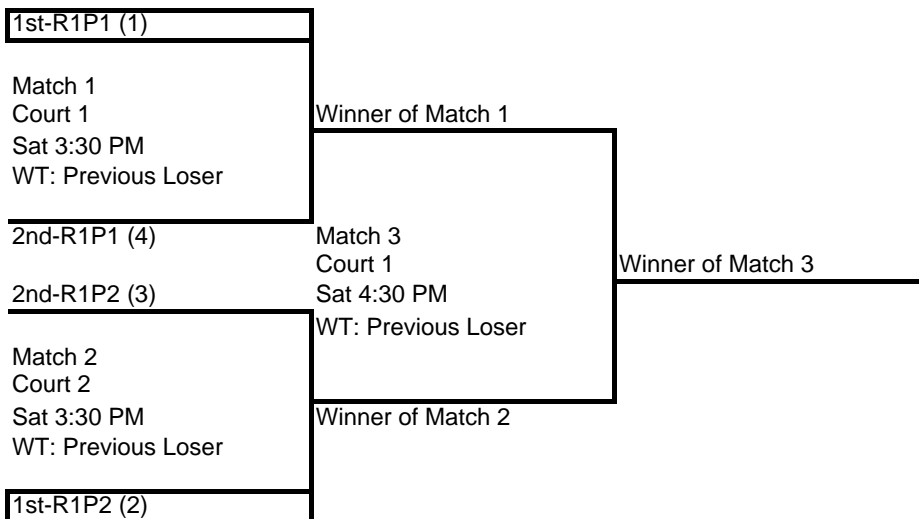 1st-R1P1 (1)
Match 1
Court 1
Sat 3:30 PM
WT: Previous Loser
2nd-R1P1 (4)
Winner of Match 1
2nd-R1P2 (3)
Match 2
Court 2
Sat 3:30 PM
WT: Previous Loser
1st-R1P2 (2)
Winner of Match 2
Match 3
Court 1
Sat 4:30 PM
WT: Previous Loser
Winner of Match 3